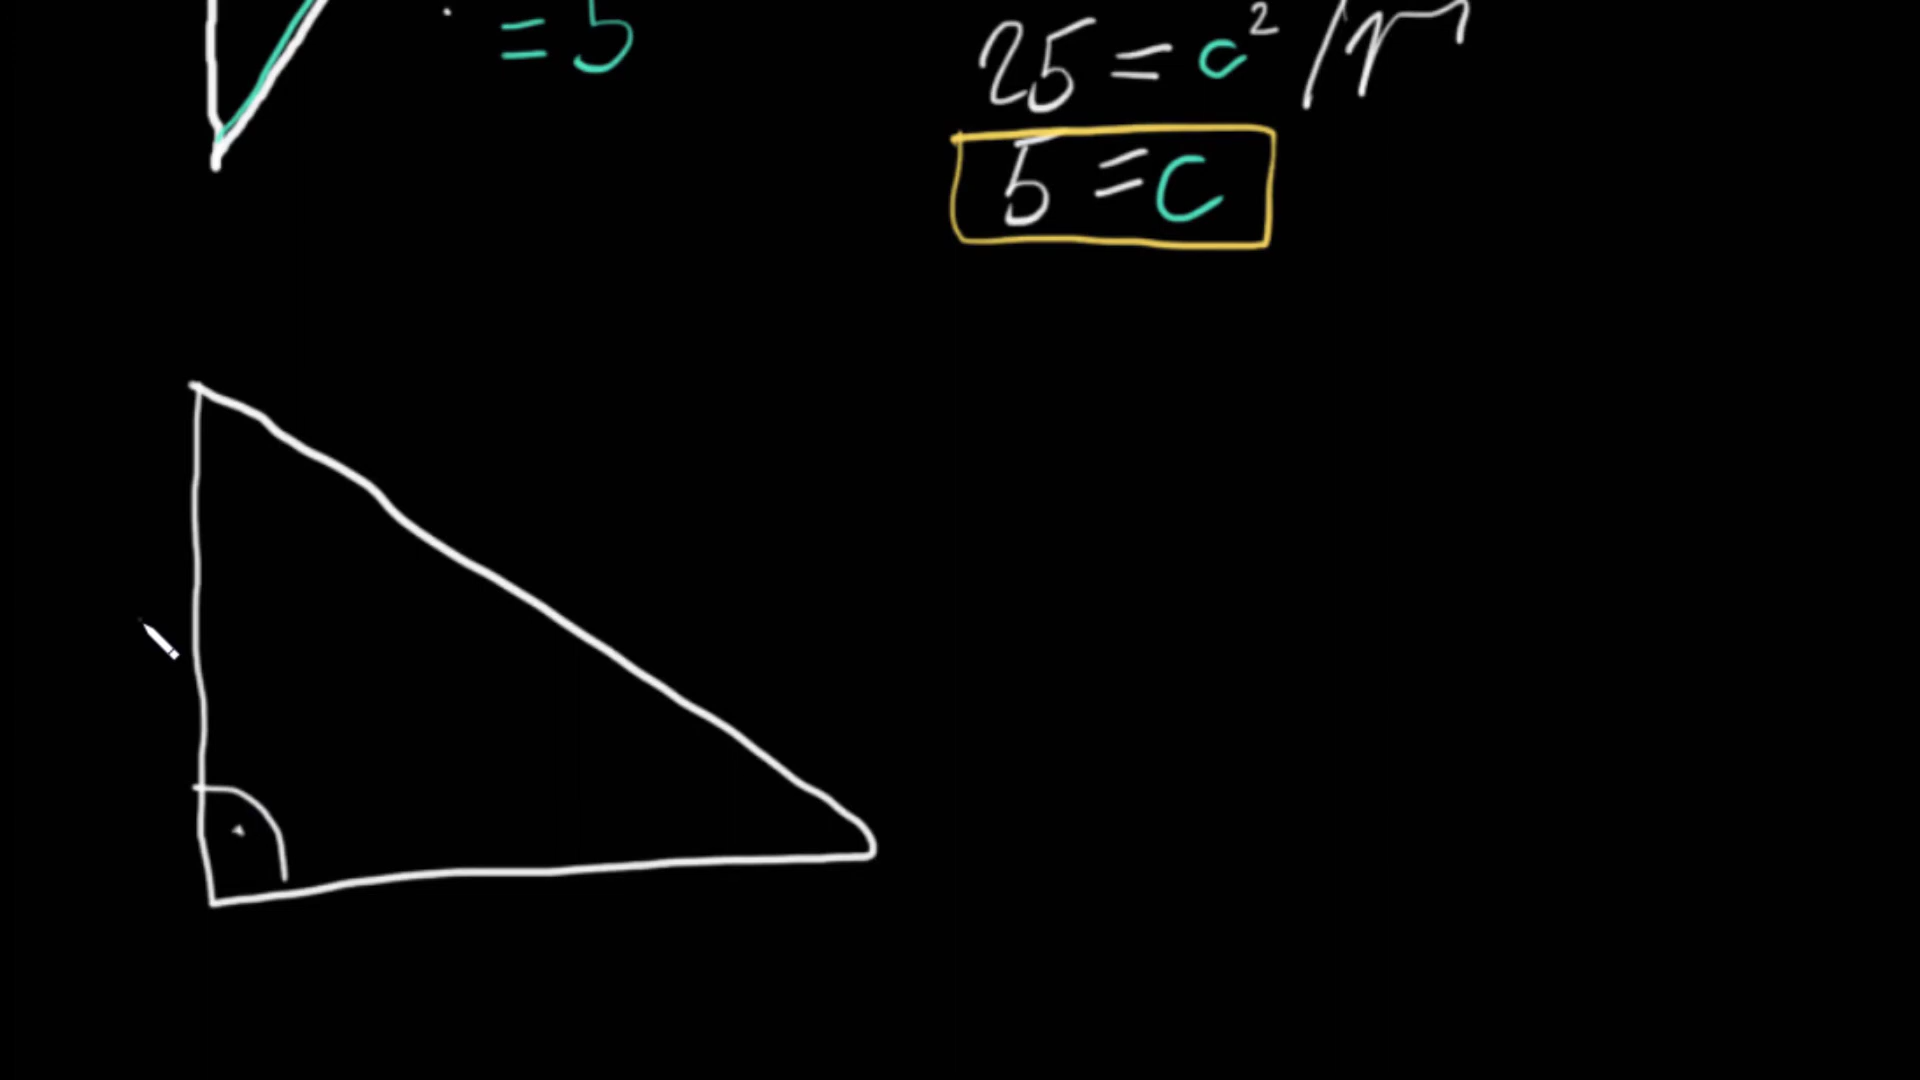 = 5
25 = c² /√
5 = c